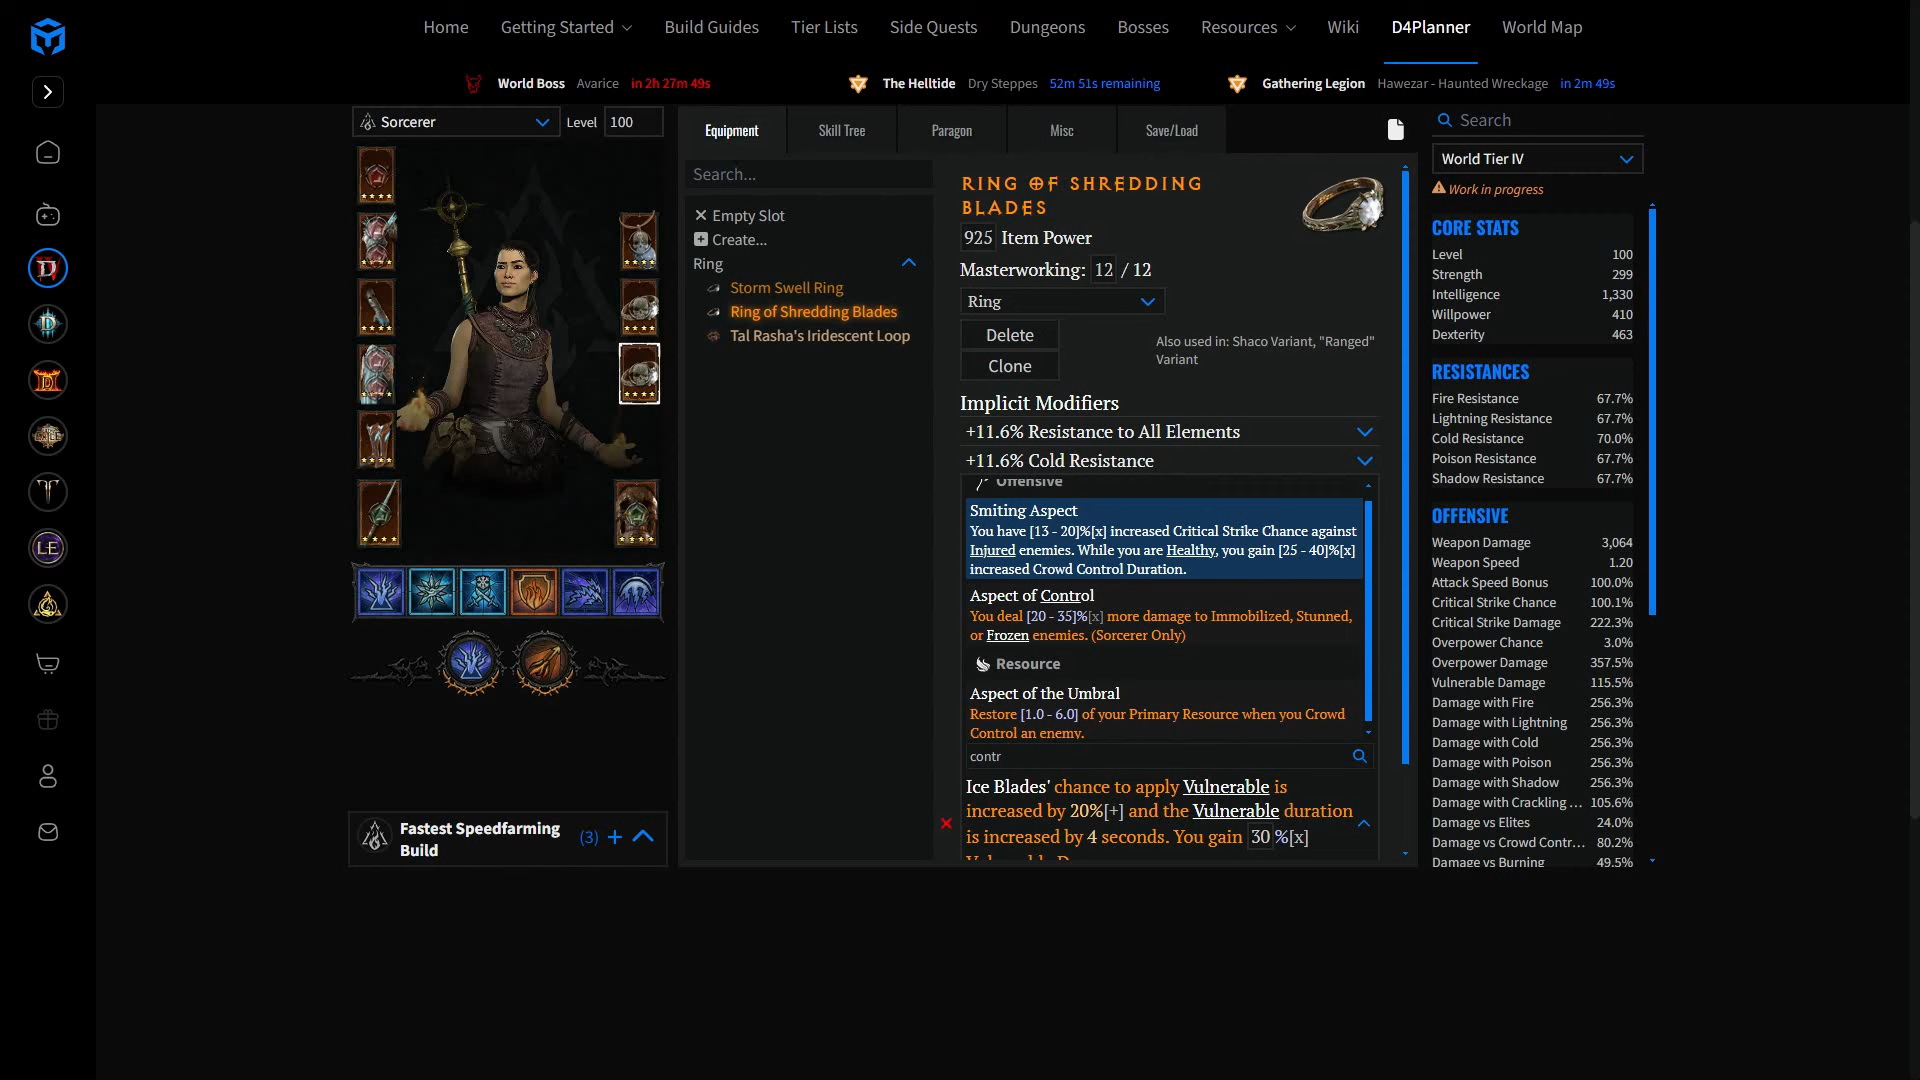 Home
Getting Started
Build Guides
Tier Lists
Side Quests
Dungeons
Bosses
Resources
Wiki
D4Planner
World Map
World Boss Avarice in 2h 27m 49s
The Helltide Dry Steppes 52m 51s remaining
Gathering Legion Hawezar - Haunted Wreckage in 2m 49s
Sorcerer
Level 100
Equipment
Skill Tree
Paragon
Misc
Save/Load
Search
World Tier IV
Work in progress
Search...
Empty Slot
Create...
Ring
Storm Swell Ring
Ring of Shredding Blades
Tal Rasha's Iridescent Loop
RING OF SHREDDING
BLADES
925 Item Power
Masterworking: 12 / 12
Ring
Delete
Clone
Also used in: Shaco Variant, "Ranged"
Variant
Implicit Modifiers
+11.6% Resistance to All Elements
+11.6% Cold Resistance
Offensive
Smiting Aspect
You have [13 - 20]%[x] increased Critical Strike Chance against
Injured enemies. While you are Healthy, you gain [25 - 40]%[x]
increased Crowd Control Duration.
Aspect of Control
You deal [20 - 35]%[x] more damage to Immobilized, Stunned,
or Frozen enemies. (Sorcerer Only)
Resource
Aspect of the Umbral
Restore [1.0 - 6.0] of your Primary Resource when you Crowd
Control an enemy.
contr
Ice Blades' chance to apply Vulnerable is
increased by 20%[+] and the Vulnerable duration
is increased by 4 seconds. You gain 30 %[x]
CORE STATS
Level 100
Strength 299
Intelligence 1,330
Willpower 410
Dexterity 463
RESISTANCES
Fire Resistance 67.7%
Lightning Resistance 67.7%
Cold Resistance 70.0%
Poison Resistance 67.7%
Shadow Resistance 67.7%
OFFENSIVE
Weapon Damage 3,064
Weapon Speed 1.20
Attack Speed Bonus 100.0%
Critical Strike Chance 100.1%
Critical Strike Damage 222.3%
Overpower Chance 3.0%
Overpower Damage 357.5%
Vulnerable Damage 115.5%
Damage with Fire 256.3%
Damage with Lightning 256.3%
Damage with Cold 256.3%
Damage with Poison 256.3%
Damage with Shadow 256.3%
Damage with Crackling ... 105.6%
Damage vs Elites 24.0%
Damage vs Crowd Contr... 80.2%
Damage vs Burning 49.5%
Fastest Speedfarming
Build
(3)
LE